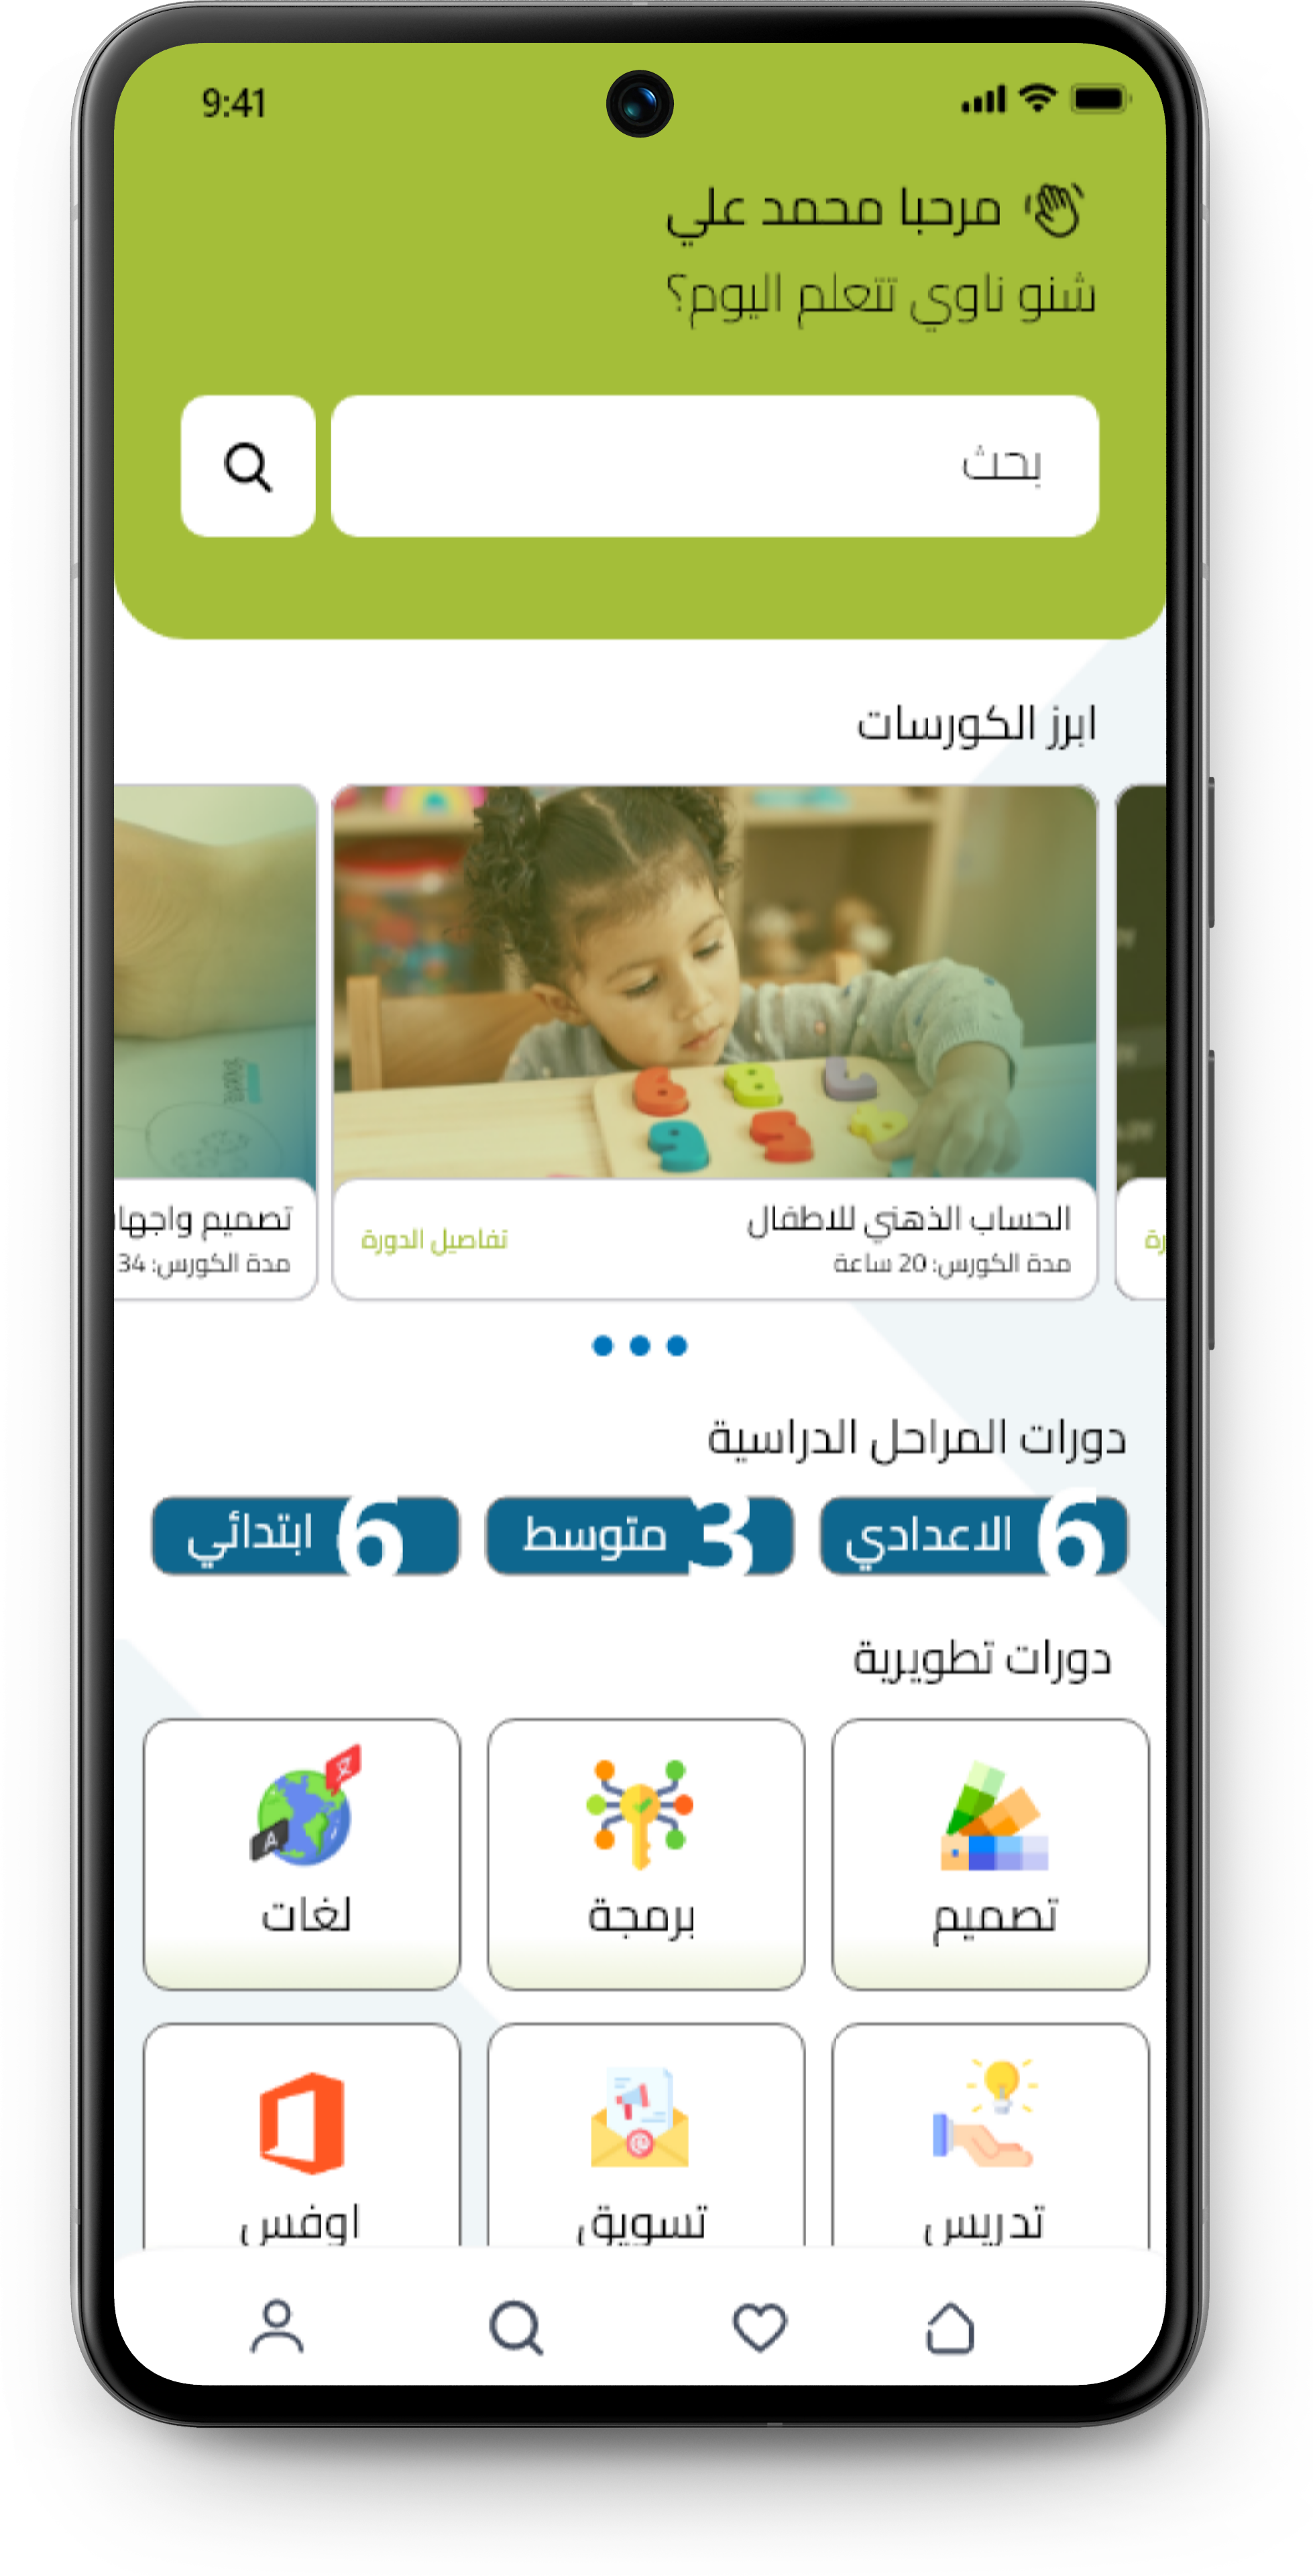 9:41
مرحبا محمد علي
شنو ناوي تتعلم اليوم؟
بحث
ابرز الكورسات
الحساب الذهني للاطفال
مدة الكورس: 20 ساعة
تفاصيل الدورة
تصميم واجها
مدة الكورس: 34
رة
دورات المراحل الدراسية
6 الاعدادي
3 متوسط
6 ابتدائي
دورات تطويرية
تصميم
برمجة
لغات
A
تدريس
تسويق
اوفس